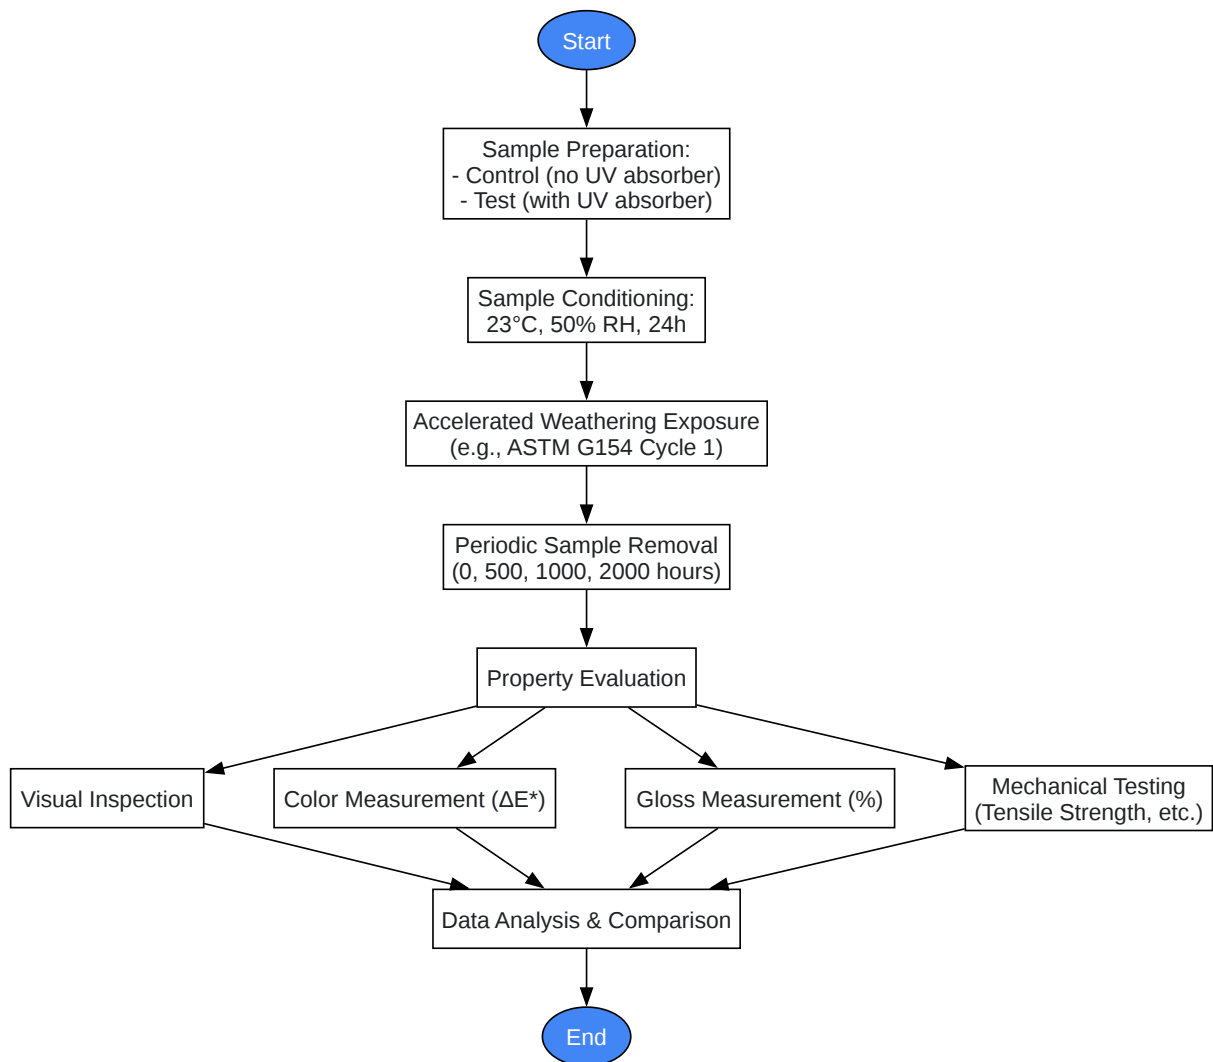 Start
Sample Preparation:
- Control (no UV absorber)
- Test (with UV absorber)
Sample Conditioning:
23°C, 50% RH, 24h
Accelerated Weathering Exposure
(e.g., ASTM G154 Cycle 1)
Periodic Sample Removal
(0, 500, 1000, 2000 hours)
Property Evaluation
Visual Inspection
Color Measurement (ΔE*)
Gloss Measurement (%)
Mechanical Testing
(Tensile Strength, etc.)
Data Analysis & Comparison
End